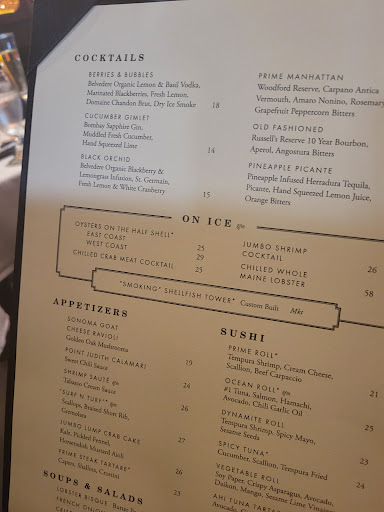 COCKTAILS
BERRIES & BUBBLES
Belvedere Organic Lemon & Basil Vodka,
Marinated Blackberries, Fresh Lemon,
Domaine Chandon Brut, Dry Ice Smoke 18
CUCUMBER GIMLET
Bombay Sapphire Gin,
Muddled Fresh Cucumber,
Hand Squeezed Lime 14
BLACK ORCHID
Belvedere Organic Blackberry &
Lemongrass Infusion, St. Germain,
Fresh Lemon & White Cranberry 15
PRIME MANHATTAN
Woodford Reserve, Carpano Antica
Vermouth, Amaro Nonino, Rosemary
Grapefruit Peppercorn Bitters
OLD FASHIONED
Russell's Reserve 10 Year Bourbon,
Aperol, Angostura Bitters
PINEAPPLE PICANTE
Pineapple Infused Herradura Tequila,
Picante, Hand Squeezed Lemon Juice,
Orange Bitters
ON ICE gfo
OYSTERS ON THE HALF SHELL*
EAST COAST 25
WEST COAST 29
CHILLED CRAB MEAT COCKTAIL 25
JUMBO SHRIMP
COCKTAIL 26
CHILLED WHOLE
MAINE LOBSTER 58
"SMOKING" SHELLFISH TOWER* Custom Built Mkt
APPETIZERS
SONOMA GOAT
CHEESE RAVIOLI
Golden Oak Mushrooms 19
POINT JUDITH CALAMARI
Sweet Chili Sauce 24
SHRIMP SAUTÉ
Tabasco Cream Sauce 26
"SURF N TURF"*
Scallops, Braised Short Rib,
Gremolata
JUMBO LUMP CRAB CAKE 27
Kale, Pickled Fennel,
Horseradish Mustard Aioli
PRIME STEAK TARTARE* 26
Capers, Shallots, Crostini
SOUPS & SALADS 23
LOBSTER BISQUE
FRENCH
SUSHI
PRIME ROLL*
Tempura Shrimp, Cream Cheese,
Scallion, Beef Carpaccio 21
OCEAN ROLL*
#1 Tuna, Salmon, Hamachi,
Avocado, Chili Garlic Oil
DYNAMITE ROLL 25
Tempura Shrimp, Spicy Mayo,
Sesame Seeds
SPICY TUNA* 23
Cucumber, Scallion, Tempura Fried
VEGETABLE ROLL 24
Soy Paper, Crispy Asparagus, Avocado,
Daikon, Mango, Sesame Lime Vinaigrette
AHI TUNA TARTARE*
Avocado